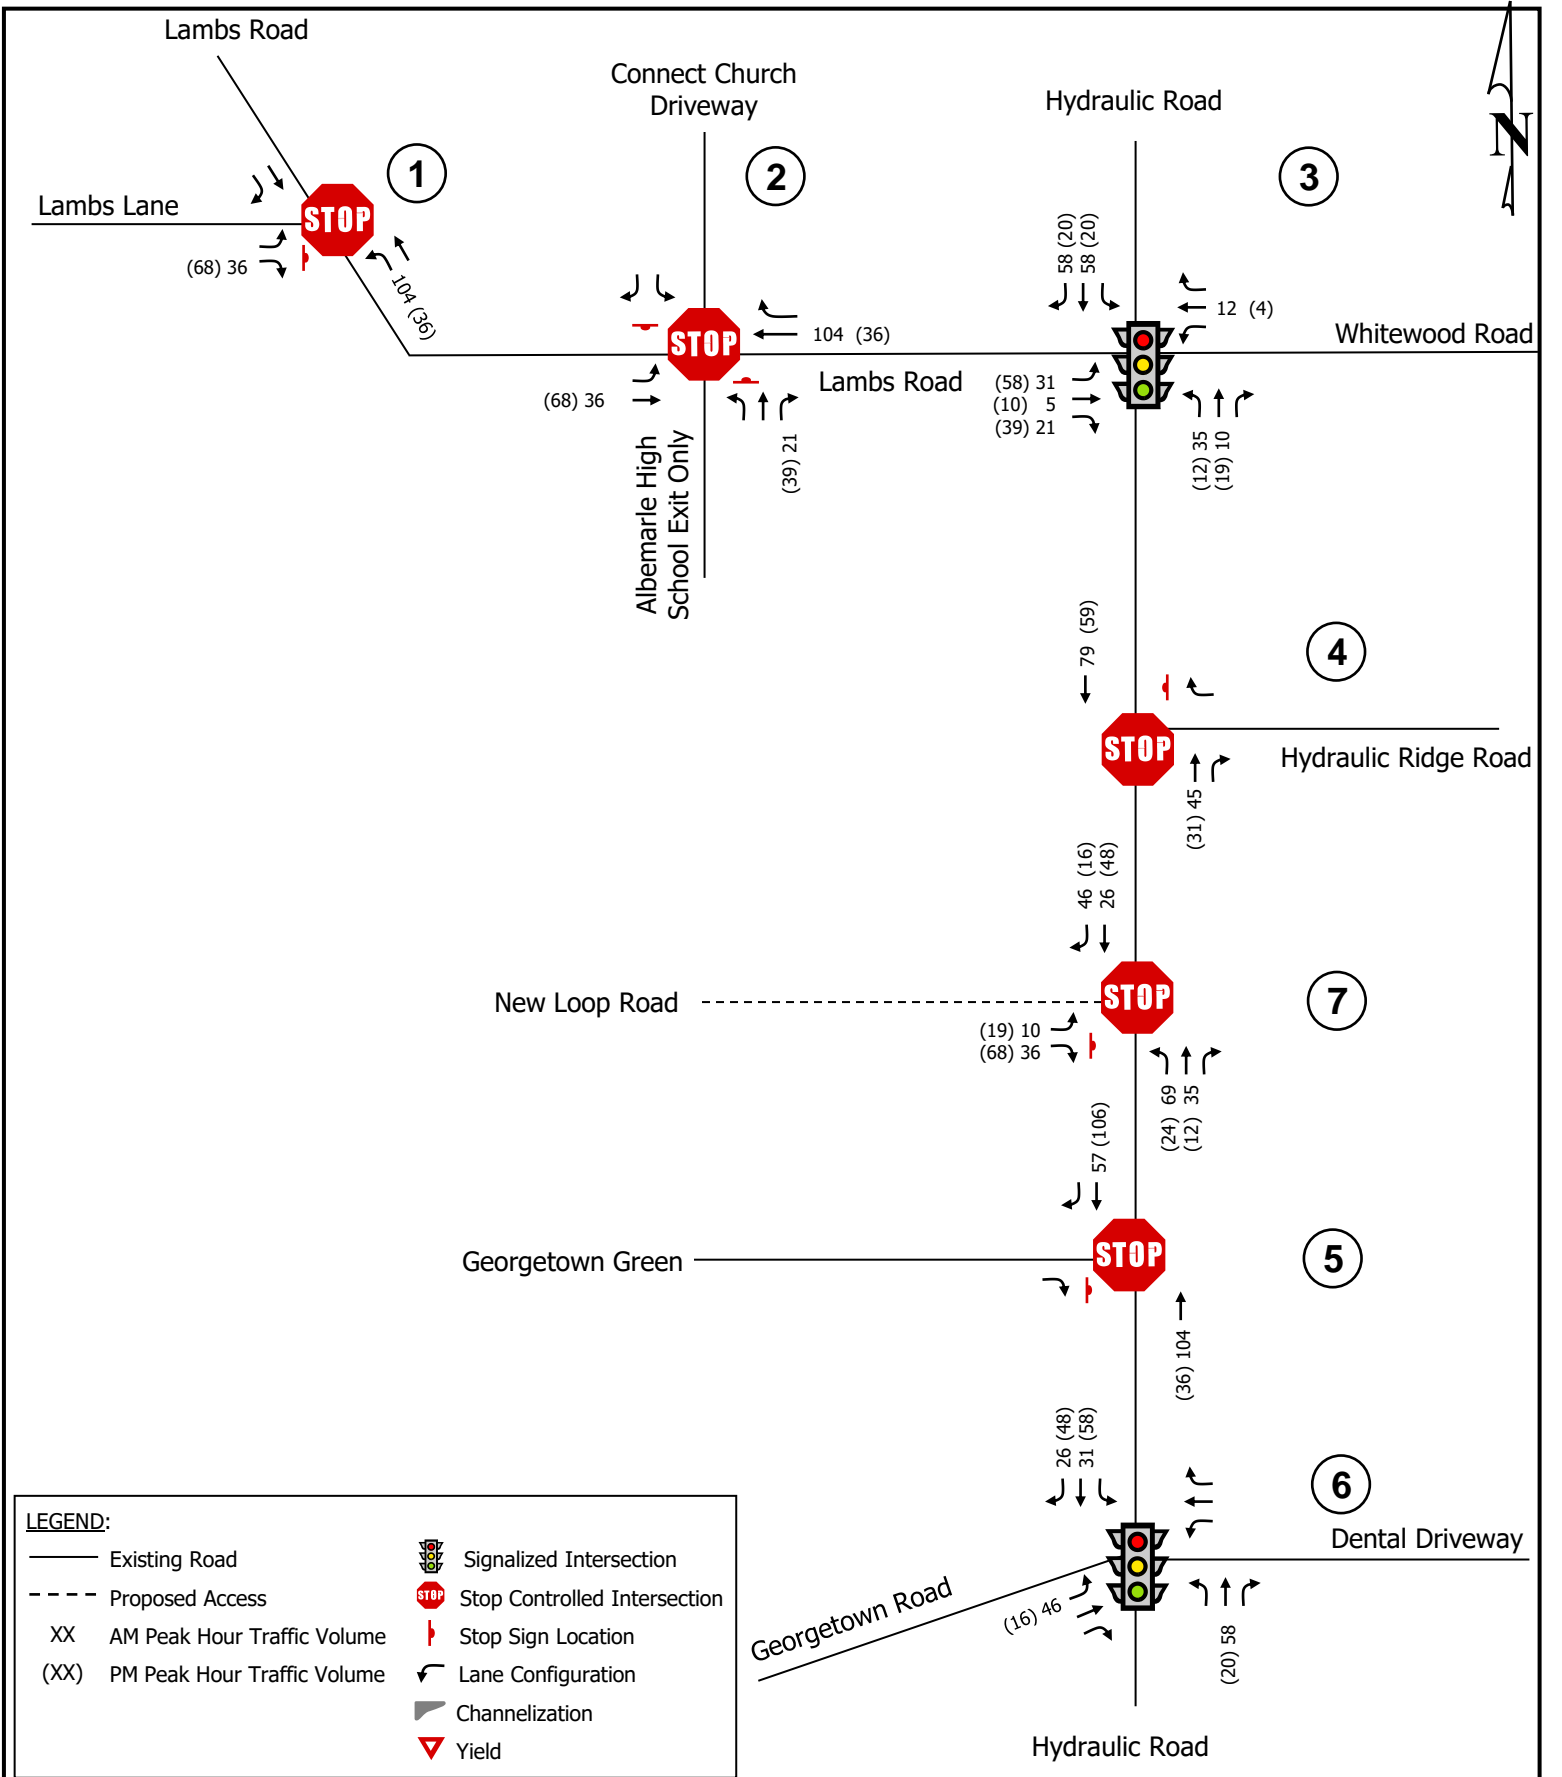 Lambs Road
Connect Church
Driveway
Hydraulic Road
N
1
2
3
Lambs Lane
STOP
(68) 36
104 (36)
58 (20)
58 (20)
12 (4)
STOP
104 (36)
Whitewood Road
Lambs Road
(68) 36
(39) 21
(58) 31
(10) 5
(39) 21
(12) 35
(19) 10
Albemarle High
School Exit Only
79 (59)
4
STOP
Hydraulic Ridge Road
(31) 45
46 (16)
26 (48)
New Loop Road
STOP
7
(19) 10
(68) 36
(24) 69
(12) 35
57 (106)
Georgetown Green
STOP
5
(36) 104
26 (48)
31 (58)
6
Dental Driveway
Georgetown Road
(16) 46
(20) 58
Hydraulic Road
LEGEND:
Existing Road
Signalized Intersection
Proposed Access
STOP
Stop Controlled Intersection
XX AM Peak Hour Traffic Volume
Stop Sign Location
(XX) PM Peak Hour Traffic Volume
Lane Configuration
Channelization
Yield